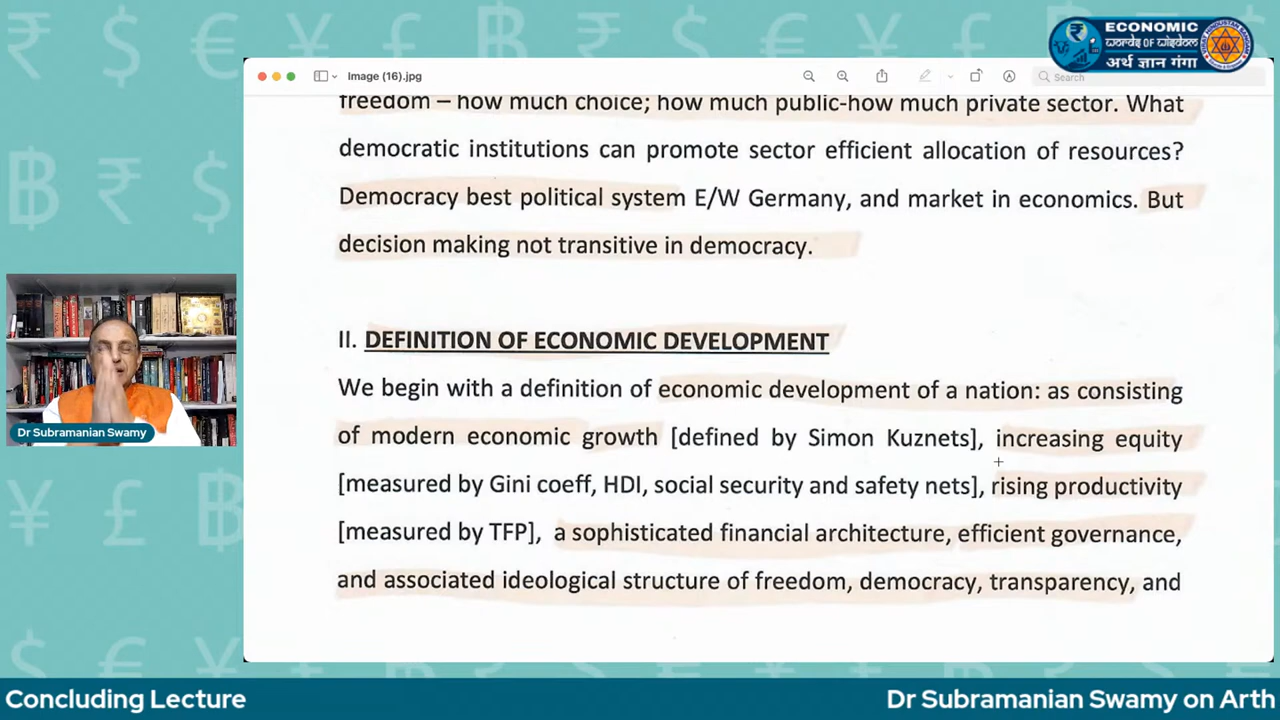 ECONOMIC
WORDS OF WISDOM
अर्थ ज्ञान गंगा
Image (16).jpg
Search
freedom – how much choice; how much public-how much private sector. What
democratic institutions can promote sector efficient allocation of resources?
Democracy best political system E/W Germany, and market in economics. But
decision making not transitive in democracy.
II. DEFINITION OF ECONOMIC DEVELOPMENT
We begin with a definition of economic development of a nation: as consisting
of modern economic growth [defined by Simon Kuznets], increasing equity
[measured by Gini coeff, HDI, social security and safety nets], rising productivity
[measured by TFP], a sophisticated financial architecture, efficient governance,
and associated ideological structure of freedom, democracy, transparency, and
Dr Subramanian Swamy
Concluding Lecture
Dr Subramanian Swamy on Arth